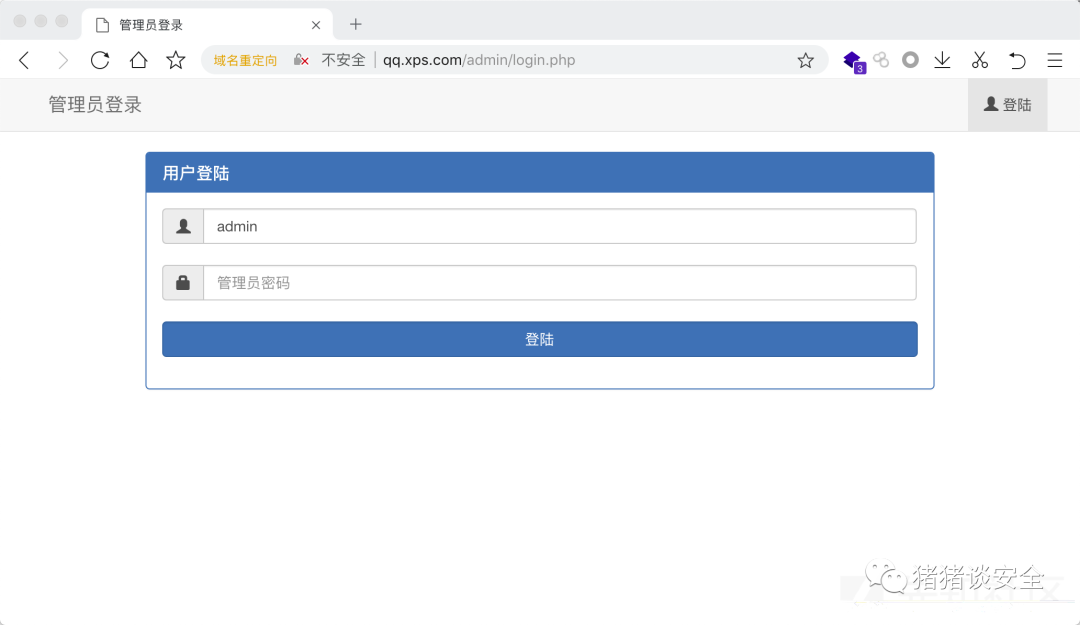 管理员登录
域名重定向 不安全 qq.xps.com/admin/login.php
3
管理员登录
登陆
用户登陆
admin
管理员密码
登陆
猪猪谈安全